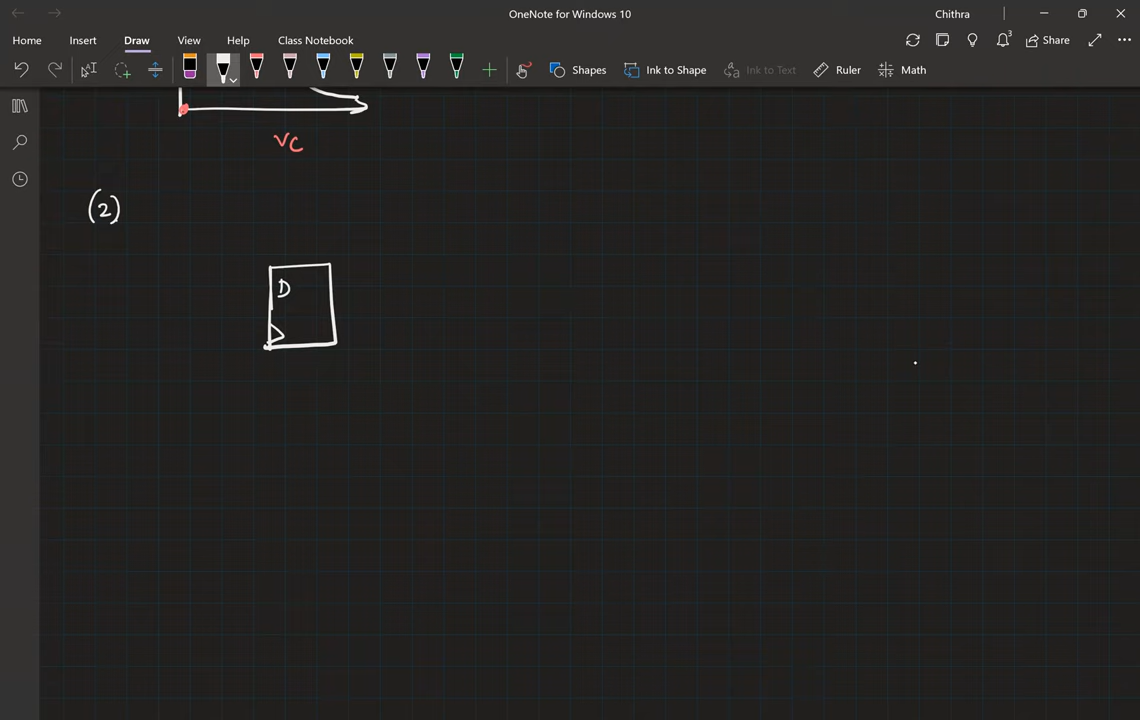 OneNote for Windows 10
Chithra
Home Insert Draw View Help Class Notebook
3 Share
Shapes Ink to Shape Ink to Text Ruler Math
VC
(2)
D